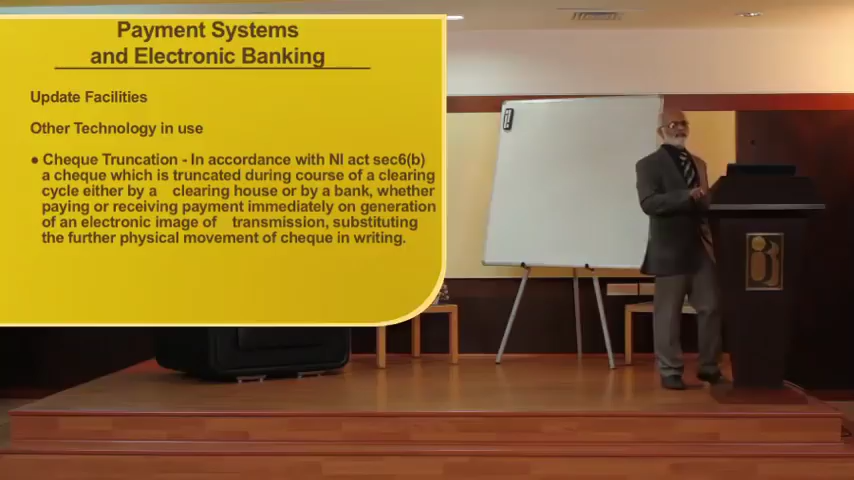 Payment Systems
and Electronic Banking
Update Facilities
Other Technology in use
● Cheque Truncation - In accordance with NI act sec6(b)
a cheque which is truncated during course of a clearing
cycle either by a clearing house or by a bank, whether
paying or receiving payment immediately on generation
of an electronic image of transmission, substituting
the further physical movement of cheque in writing.